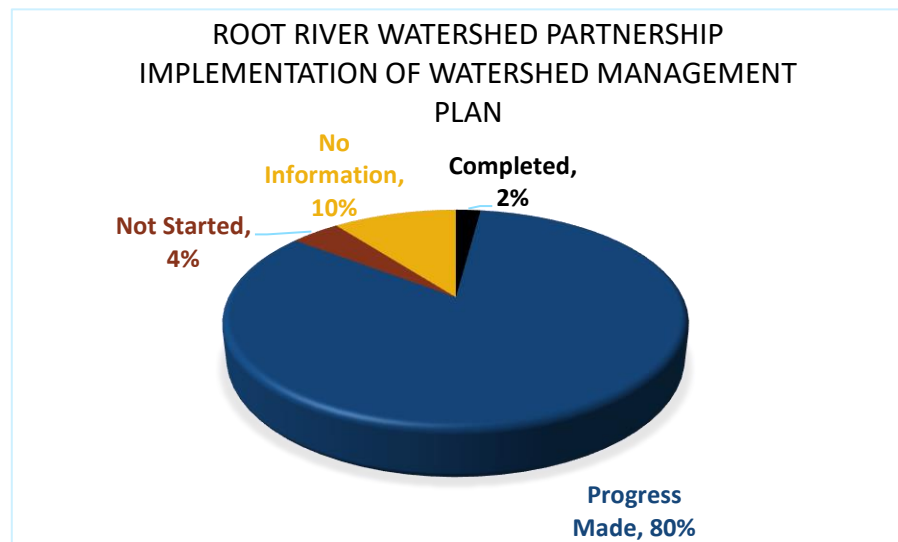 ROOT RIVER WATERSHED PARTNERSHIP
IMPLEMENTATION OF WATERSHED MANAGEMENT
PLAN
No
Information,
10%
Completed,
2%
Not Started,
4%
Progress
Made, 80%